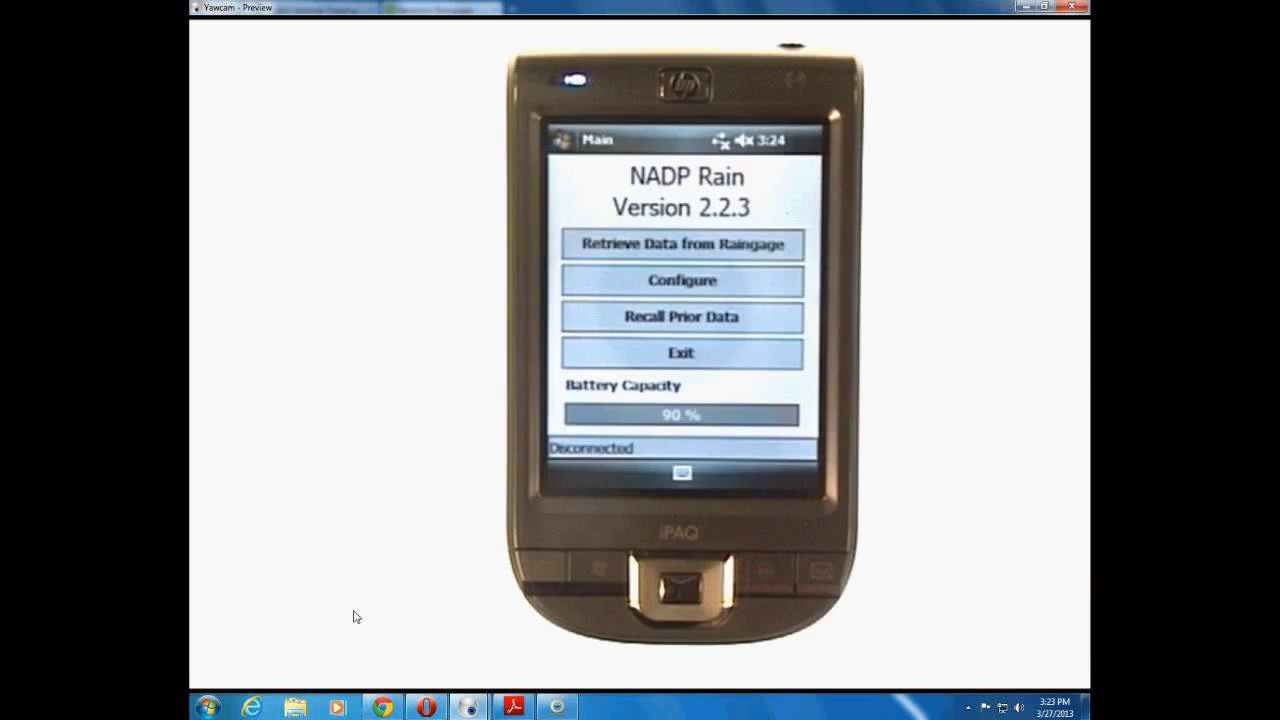 Yawcam - Preview
hp
Main
3:24
NADP Rain
Version 2.2.3
Retrieve Data from Raingage
Configure
Recall Prior Data
Exit
Battery Capacity
90 %
Disconnected
iPAQ
3:23 PM
3/27/2013